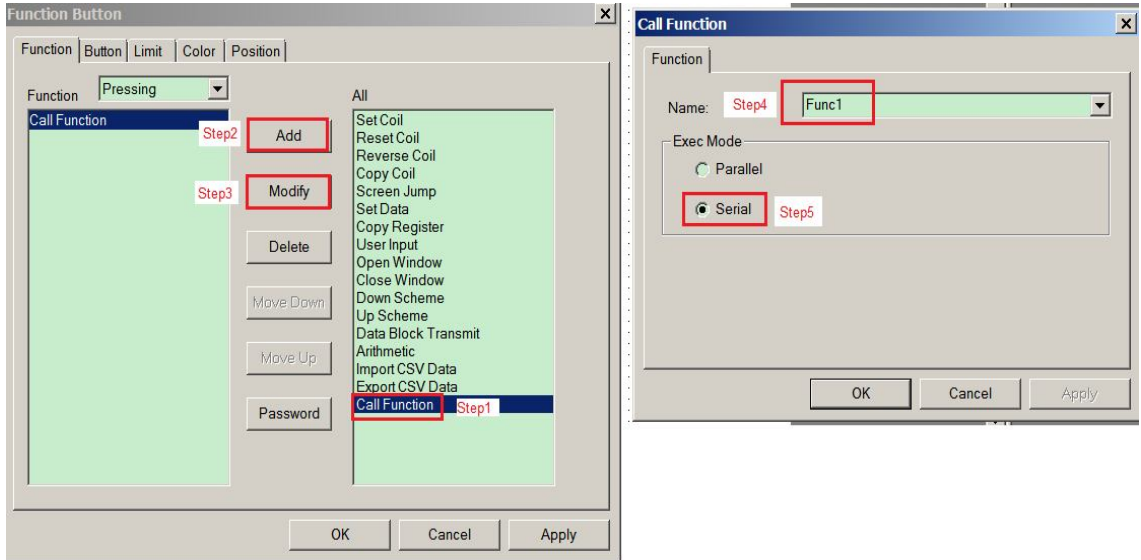 Function Button
Function Button Limit Color Position
Function Pressing
All
Call Function
Step2 Add
Step3 Modify
Delete
Move Down
Move Up
Password
Set Coil
Reset Coil
Reverse Coil
Copy Coil
Screen Jump
Set Data
Copy Register
User Input
Open Window
Close Window
Down Scheme
Up Scheme
Data Block Transmit
Arithmetic
Import CSV Data
Export CSV Data
Call Function Step1
OK Cancel Apply
Call Function
Function
Name: Step4 Func1
Exec Mode
Parallel
Serial Step5
OK Cancel Apply